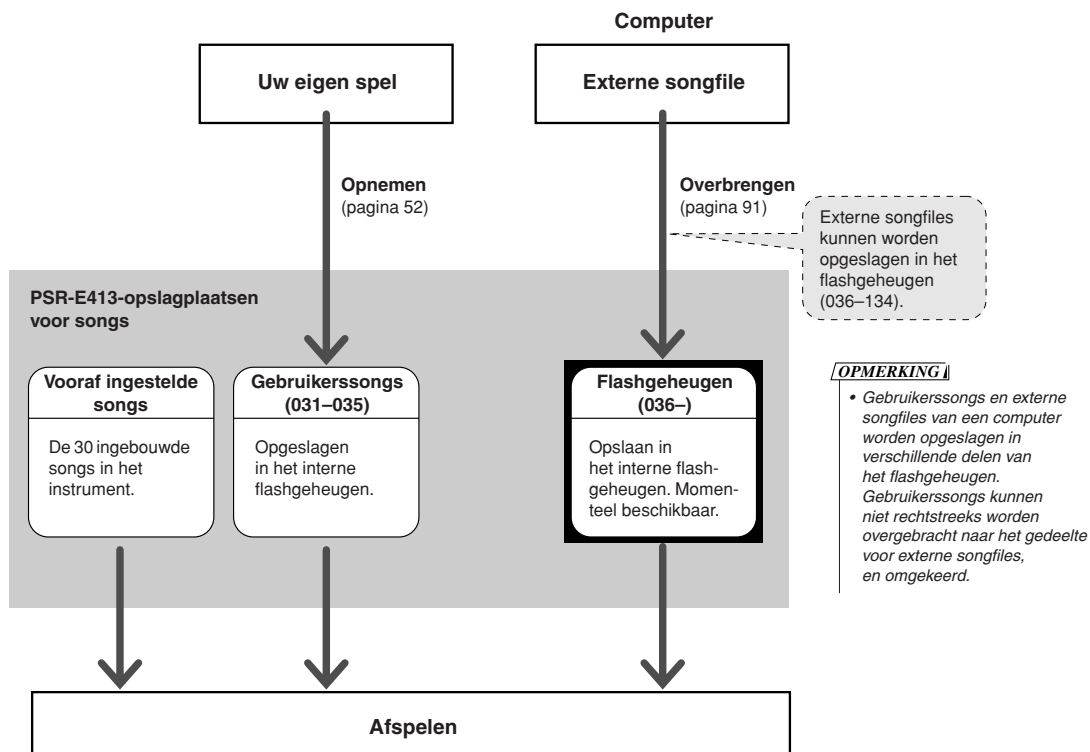 Computer
Uw eigen spel
Externe songfile
Opnemen
(pagina 52)
Overbrengen
(pagina 91)
Externe songfiles
kunnen worden
opgeslagen in het
flashgeheugen
(036–134).
PSR-E413-opslagplaatsen
voor songs
Vooraf ingestelde
songs
De 30 ingebouwde
songs in het
instrument.
Gebruikerssongs
(031–035)
Opgeslagen
in het interne
flashgeheugen.
Flashgeheugen
(036–)
Opslaan in
het interne flash-
geheugen. Momen-
teel beschikbaar.
OPMERKING
• Gebruikerssongs en externe
songfiles van een computer
worden opgeslagen in
verschillende delen van
het flashgeheugen.
Gebruikerssongs kunnen
niet rechtstreeks worden
overgebracht naar het gedeelte
voor externe songfiles,
en omgekeerd.
Afspelen